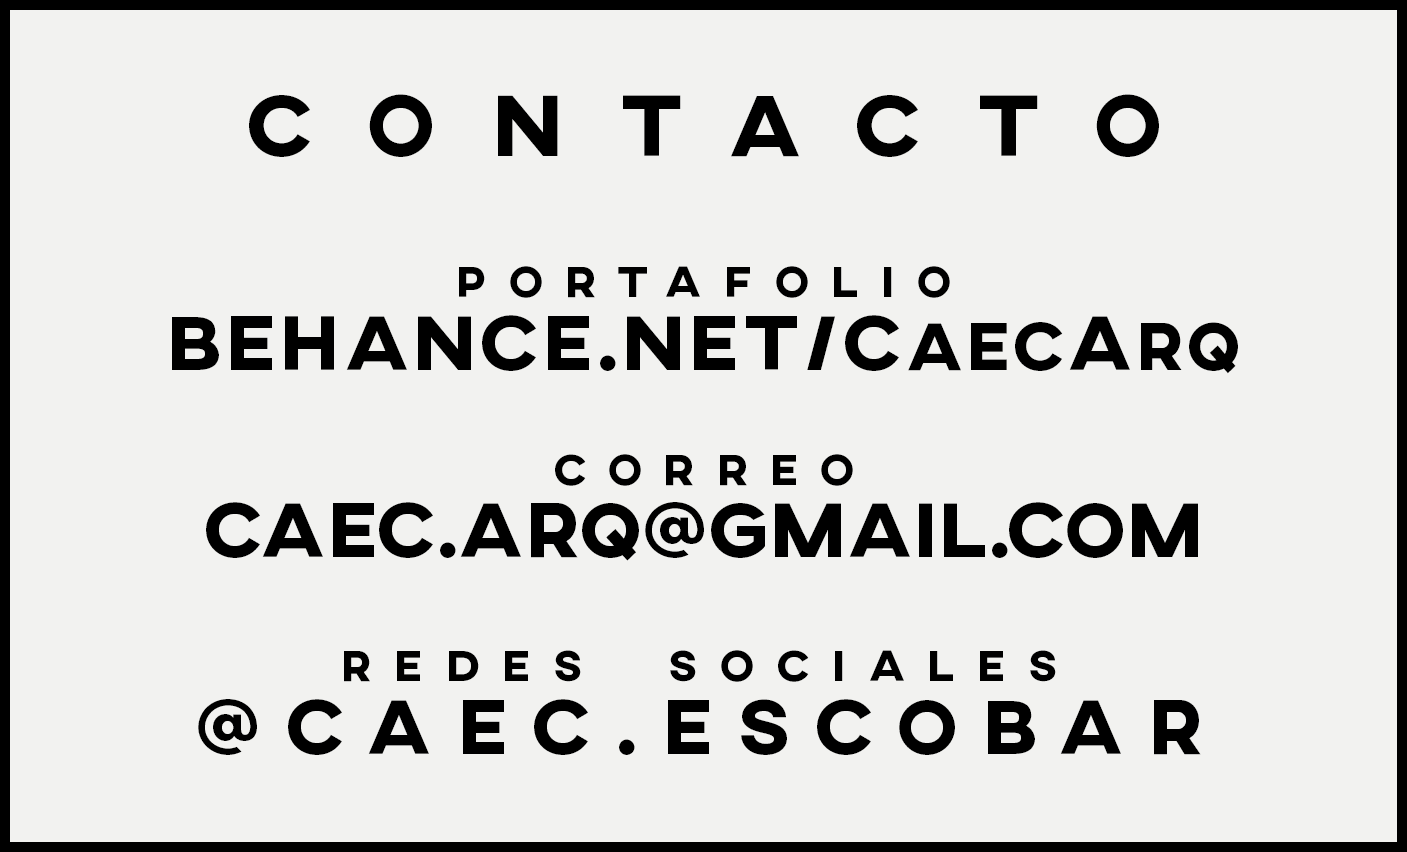 CONTACTO
PORTAFOLIO
BEHANCE.NET/CAECARQ
CORREO
CAEC.ARQ@GMAIL.COM
REDES SOCIALES
@CAEC.ESCOBAR